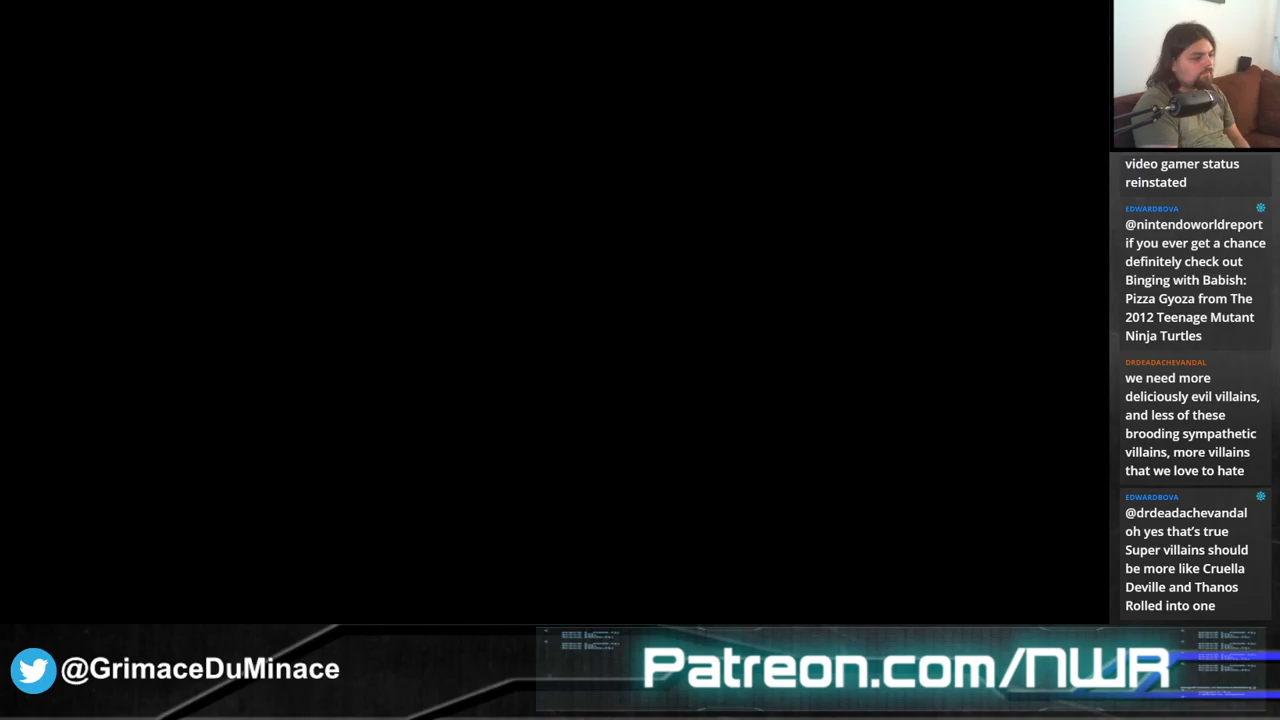 video gamer status
reinstated
EDWARDBOVA
@nintendoworldreport
if you ever get a chance
definitely check out
Binging with Babish:
Pizza Gyoza from The
2012 Teenage Mutant
Ninja Turtles
DRDEADACHEVANDAL
we need more
deliciously evil villains,
and less of these
brooding sympathetic
villains, more villains
that we love to hate
EDWARDBOVA
@drdeadachevandal
oh yes that’s true
Super villains should
be more like Cruella
Deville and Thanos
Rolled into one
@GrimaceDuMinace
Patreon.com/NWR